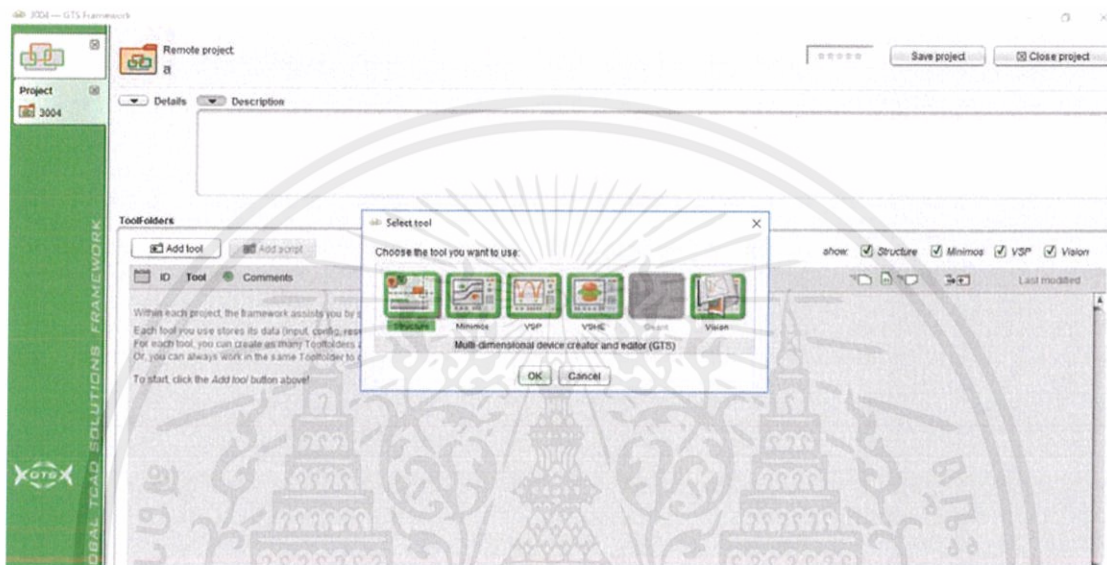 3004 — GTS Framework
Remote project
a
Save project
Close project
Project
3004
Details
Description
ToolFolders
Add tool
Add script
show:
Structure
Minimos
VSP
Vision
ID
Tool
Comments
Last modified
Within each project, the framework assists you by
Each tool you use stores its data (input, config,
For each tool, you can create as many Toolfolders
Or, you can always work in the same Toolfolder to
To start, click the Add tool button above!
Select tool
Choose the tool you want to use:
Structure
Minimos
VSP
VSHE
Vision
Multi-dimensional device creator and editor (GTS)
OK
Cancel
GTS
GLOBAL TCAD SOLUTIONS FRAMEWORK